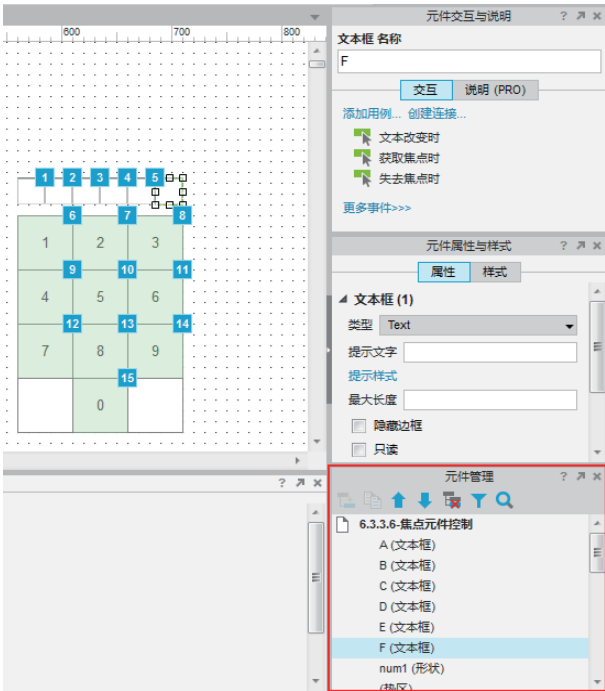 元件交互与说明 ? ×
600 700 800
文本框 名称
F
交互 说明 (PRO)
添加用例... 创建连接...
文本改变时
获取焦点时
失去焦点时
更多事件>>>
1 2 3 4 5
6 7 8
1 2 3
9 10 11
4 5 6
12 13 14
7 8 9
15
0
元件属性与样式 ? ×
属性 样式
文本框 (1)
类型 Text
提示文字
提示样式
最大长度
隐藏边框
只读
? ×
元件管理 ? ×
6.3.3.6-焦点元件控制
A (文本框)
B (文本框)
C (文本框)
D (文本框)
E (文本框)
F (文本框)
num1 (形状)
(热区)